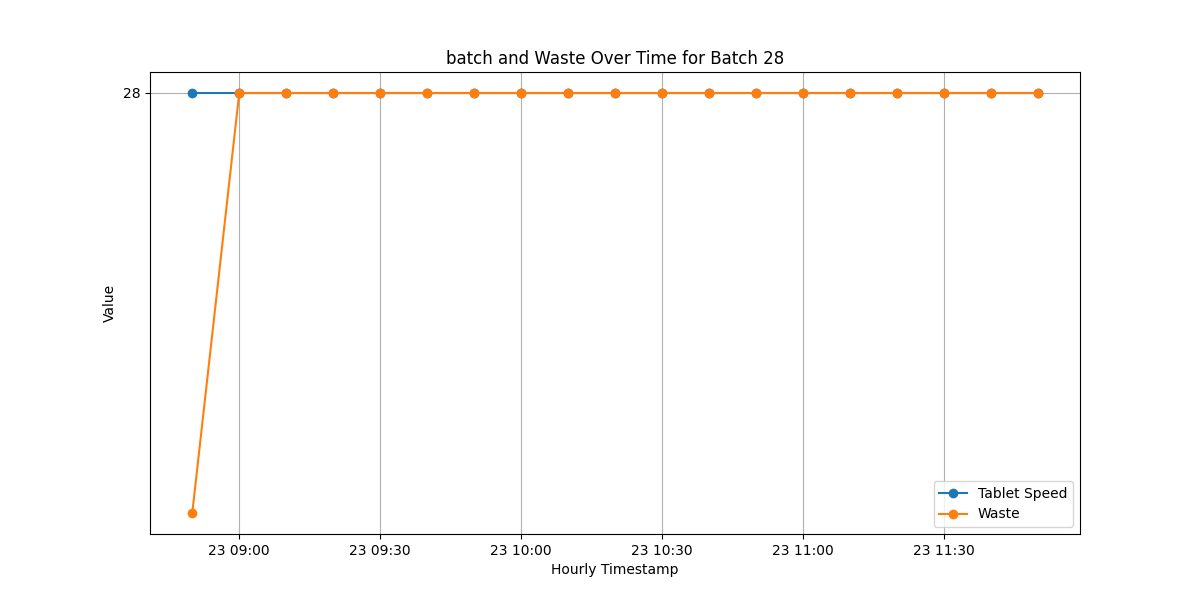 batch and Waste Over Time for Batch 28
28
Value
Tablet Speed
Waste
23 09:00 23 09:30 23 10:00 23 10:30 23 11:00 23 11:30
Hourly Timestamp